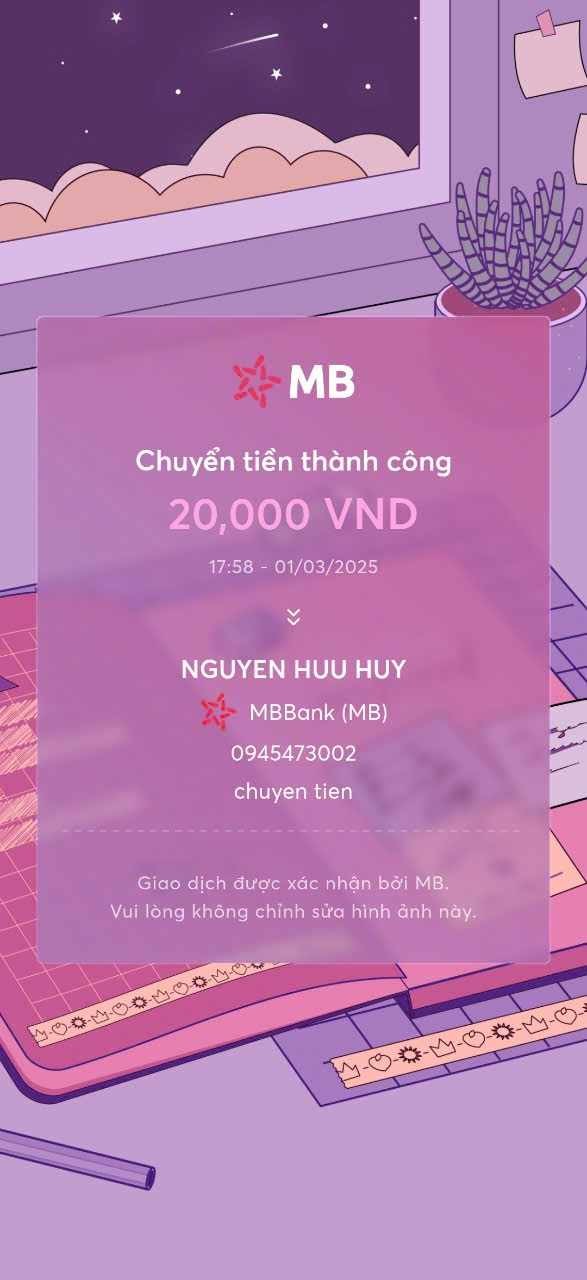 MB
Chuyển tiền thành công
20,000 VND
17:58 - 01/03/2025
NGUYEN HUU HUY
MBBank (MB)
0945473002
chuyen tien
Giao dịch được xác nhận bởi MB.
Vui lòng không chỉnh sửa hình ảnh này.